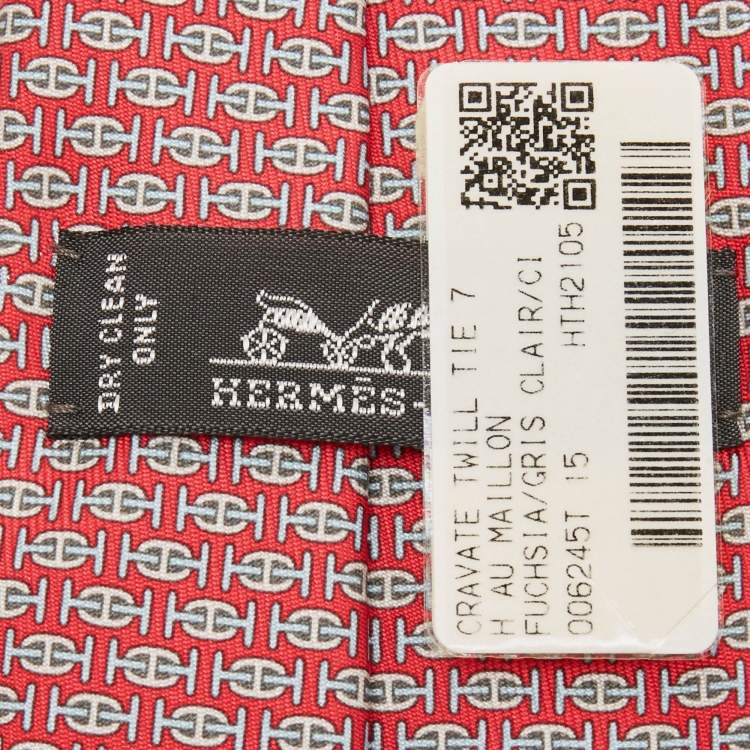 DRY CLEAN
ONLY
HERMÈS-
CRAVATE TWILL TIE 7
H AU MAILLON
FUCHSIA/GRIS CLAIR/CI
006245T 15 HTH2105